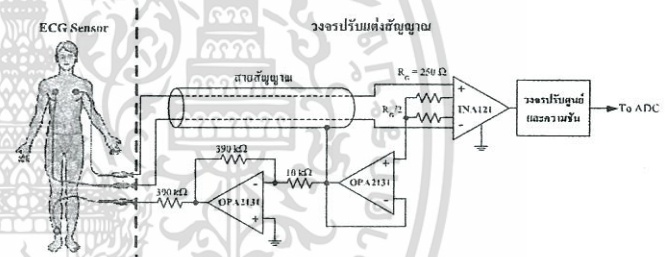 ECG Sensor
วงจรปรับแต่งสัญญาณ
สายสัญญาณ
R_G = 250 Ω
R_G/2
INA121
วงจรปรับศูนย์
และความชัน
To ADC
390 kΩ
10 kΩ
390 kΩ
OPA2131
OPA2131
+
-
-
+
+
-